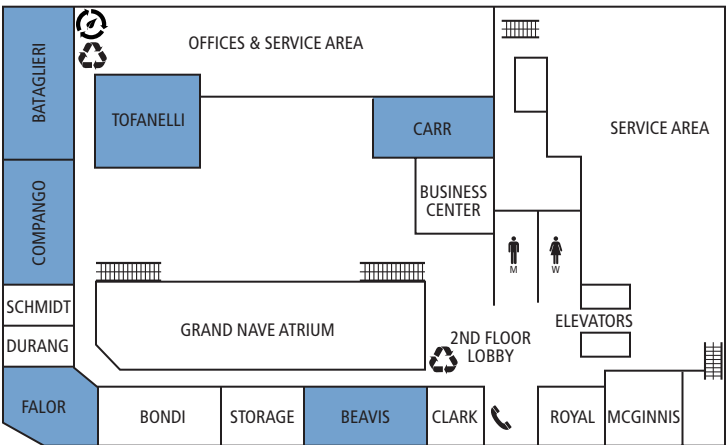 OFFICES & SERVICE AREA
BATAGLIERI
TOFANELLI
CARR
SERVICE AREA
BUSINESS
CENTER
COMPANGO
M
W
SCHMIDT
DURANG
GRAND NAVE ATRIUM
2ND FLOOR
LOBBY
ELEVATORS
FALOR
BONDI
STORAGE
BEAVIS
CLARK
ROYAL
MCGINNIS